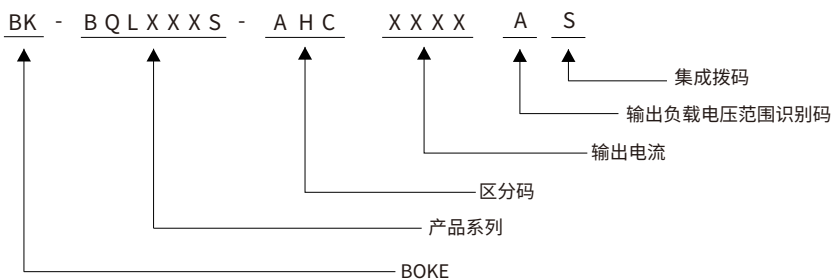 BK - BQLXXXS - AHC XXXX A S
集成拨码
输出负载电压范围识别码
输出电流
区分码
产品系列
BOKE